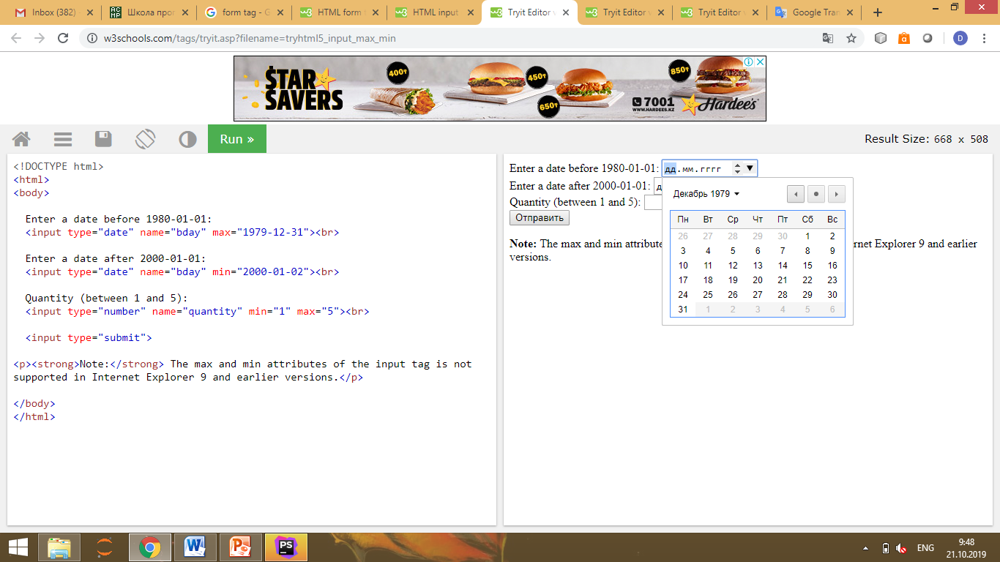 Inbox (382)
ACMP Школа прог
form tag - G
HTML form t
HTML input
Tryit Editor v
Tryit Editor v
Tryit Editor v
Google Tran
w3schools.com/tags/tryit.asp?filename=tryhtml5_input_max_min
D
$TAR SAVERS
400₸
450₸
650₸
850₸
7001
WWW.HARDEES.KZ
Hardee's
Run »
Result Size: 668 x 508
<!DOCTYPE html>
<html>
<body>
Enter a date before 1980-01-01:
<input type="date" name="bday" max="1979-12-31"><br>
Enter a date after 2000-01-01:
<input type="date" name="bday" min="2000-01-02"><br>
Quantity (between 1 and 5):
<input type="number" name="quantity" min="1" max="5"><br>
<input type="submit">
<p><strong>Note:</strong> The max and min attributes of the input tag is not
supported in Internet Explorer 9 and earlier versions.</p>
</body>
</html>
Enter a date before 1980-01-01: дд.мм.гггг
Enter a date after 2000-01-01: д
Quantity (between 1 and 5):
Отправить
Note: The max and min attribute rnet Explorer 9 and earlier
versions.
Декабрь 1979
Пн Вт Ср Чт Пт Сб Вс
26 27 28 29 30 1 2
3 4 5 6 7 8 9
10 11 12 13 14 15 16
17 18 19 20 21 22 23
24 25 26 27 28 29 30
31 1 2 3 4 5 6
W
P
PS
ENG
9:48
21.10.2019